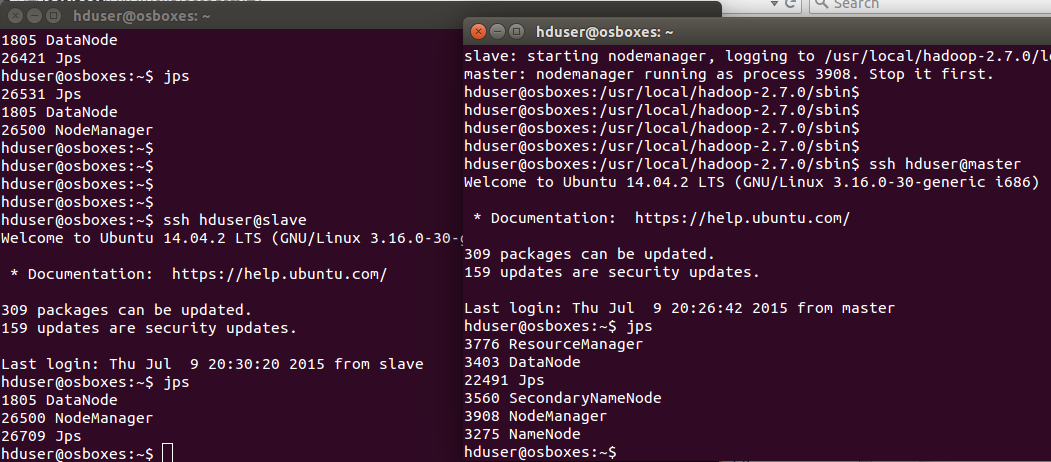 hduser@osboxes: ~
1805 DataNode
26421 Jps
hduser@osboxes:~$ jps
26531 Jps
1805 DataNode
26500 NodeManager
hduser@osboxes:~$
hduser@osboxes:~$
hduser@osboxes:~$
hduser@osboxes:~$
hduser@osboxes:~$ ssh hduser@slave
Welcome to Ubuntu 14.04.2 LTS (GNU/Linux 3.16.0-30-
* Documentation: https://help.ubuntu.com/
309 packages can be updated.
159 updates are security updates.
Last login: Thu Jul 9 20:30:20 2015 from slave
hduser@osboxes:~$ jps
1805 DataNode
26500 NodeManager
26709 Jps
hduser@osboxes:~$
Search
hduser@osboxes: ~
slave: starting nodemanager, logging to /usr/local/hadoop-2.7.0/l
master: nodemanager running as process 3908. Stop it first.
hduser@osboxes:/usr/local/hadoop-2.7.0/sbin$
hduser@osboxes:/usr/local/hadoop-2.7.0/sbin$
hduser@osboxes:/usr/local/hadoop-2.7.0/sbin$
hduser@osboxes:/usr/local/hadoop-2.7.0/sbin$
hduser@osboxes:/usr/local/hadoop-2.7.0/sbin$ ssh hduser@master
Welcome to Ubuntu 14.04.2 LTS (GNU/Linux 3.16.0-30-generic i686)
* Documentation: https://help.ubuntu.com/
309 packages can be updated.
159 updates are security updates.
Last login: Thu Jul 9 20:26:42 2015 from master
hduser@osboxes:~$ jps
3776 ResourceManager
3403 DataNode
22491 Jps
3560 SecondaryNameNode
3908 NodeManager
3275 NameNode
hduser@osboxes:~$